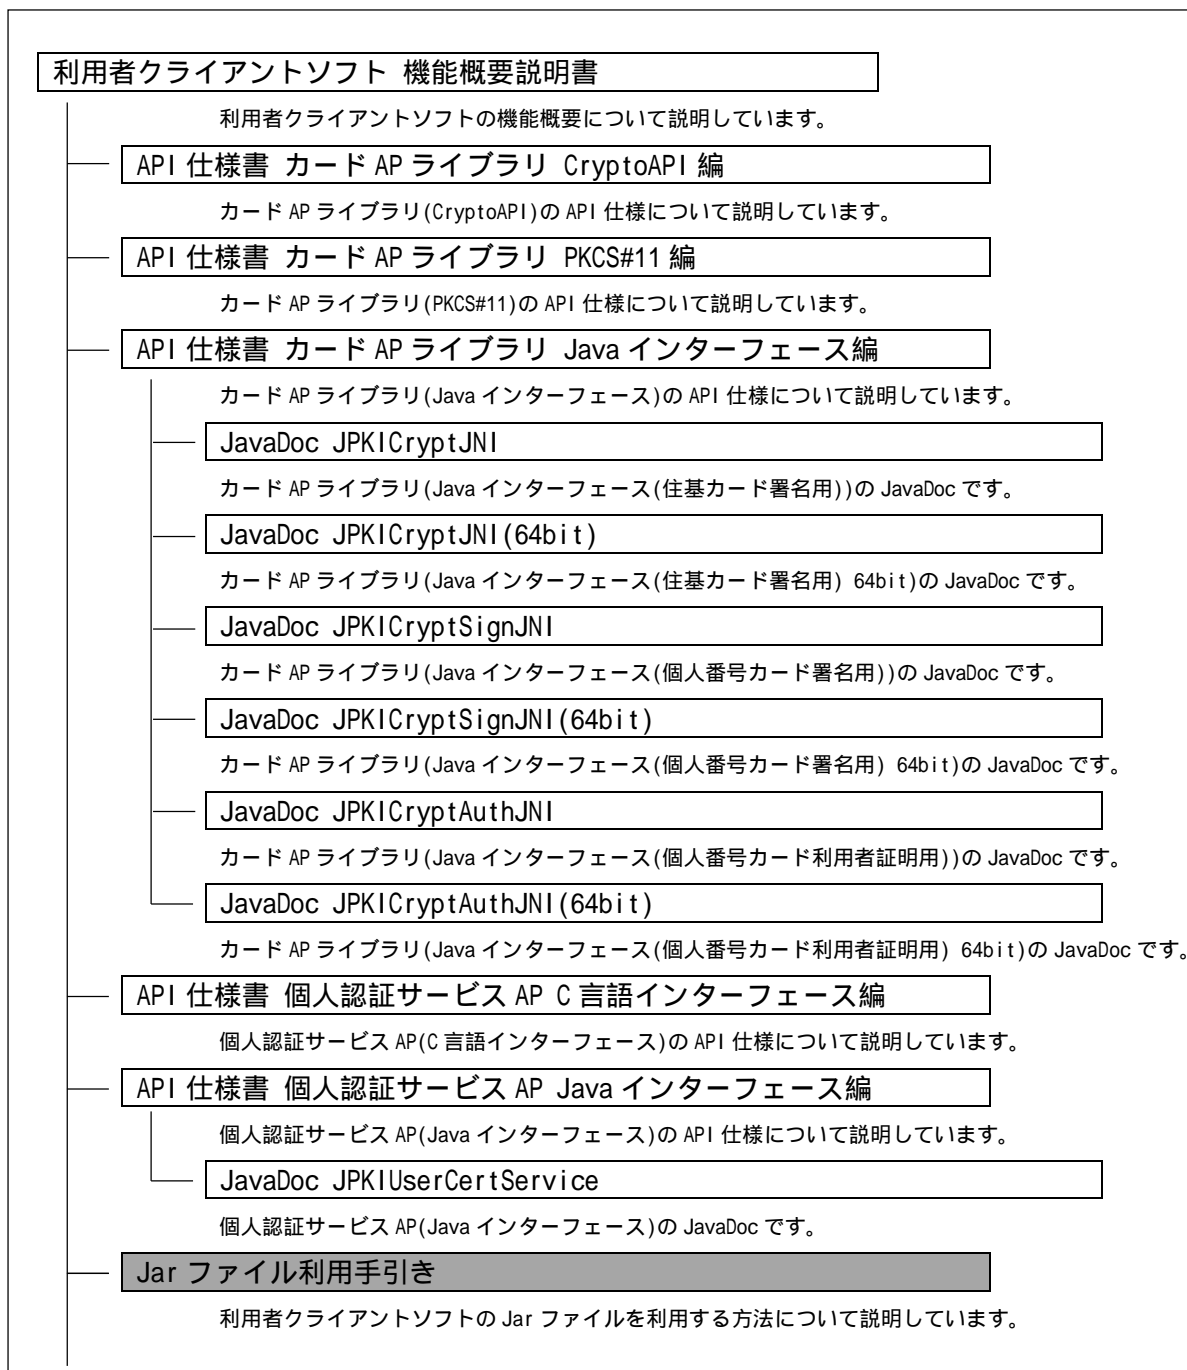 利用者クライアントソフト 機能概要説明書
利用者クライアントソフトの機能概要について説明しています。
API 仕様書 カード AP ライブラリ CryptoAPI 編
カード AP ライブラリ(CryptoAPI)の API 仕様について説明しています。
API 仕様書 カード AP ライブラリ PKCS#11 編
カード AP ライブラリ(PKCS#11)の API 仕様について説明しています。
API 仕様書 カード AP ライブラリ Java インターフェース編
カード AP ライブラリ(Java インターフェース)の API 仕様について説明しています。
JavaDoc JPKICryptJNI
カード AP ライブラリ(Java インターフェース(住基カード署名用))の JavaDoc です。
JavaDoc JPKICryptJNI(64bit)
カード AP ライブラリ(Java インターフェース(住基カード署名用) 64bit)の JavaDoc です。
JavaDoc JPKICryptSignJNI
カード AP ライブラリ(Java インターフェース(個人番号カード署名用))の JavaDoc です。
JavaDoc JPKICryptSignJNI(64bit)
カード AP ライブラリ(Java インターフェース(個人番号カード署名用) 64bit)の JavaDoc です。
JavaDoc JPKICryptAuthJNI
カード AP ライブラリ(Java インターフェース(個人番号カード利用者証明用))の JavaDoc です。
JavaDoc JPKICryptAuthJNI(64bit)
カード AP ライブラリ(Java インターフェース(個人番号カード利用者証明用) 64bit)の JavaDoc です。
API 仕様書 個人認証サービス AP C 言語インターフェース編
個人認証サービス AP(C 言語インターフェース)の API 仕様について説明しています。
API 仕様書 個人認証サービス AP Java インターフェース編
個人認証サービス AP(Java インターフェース)の API 仕様について説明しています。
JavaDoc JPKIUserCertService
個人認証サービス AP(Java インターフェース)の JavaDoc です。
Jar ファイル利用手引き
利用者クライアントソフトの Jar ファイルを利用する方法について説明しています。